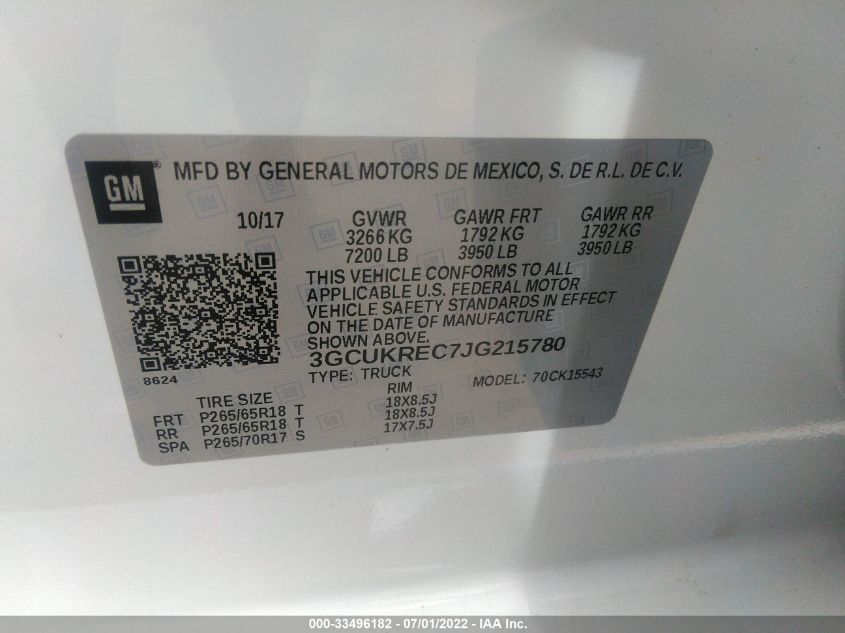 GM ® MFD BY GENERAL MOTORS DE MEXICO, S. DE R.L. DE C.V.
10/17 GVWR GAWR FRT GAWR RR
3266 KG 1792 KG 1792 KG
7200 LB 3950 LB 3950 LB
THIS VEHICLE CONFORMS TO ALL
APPLICABLE U.S. FEDERAL MOTOR
VEHICLE SAFETY STANDARDS IN EFFECT
ON THE DATE OF MANUFACTURE
SHOWN ABOVE.
3GCUKREC7JG215780
8624 TYPE: TRUCK MODEL: 70CK15543
TIRE SIZE RIM
FRT P265/65R18 T 18X8.5J
RR P265/65R18 T 18X8.5J
SPA P265/70R17 S 17X7.5J
000-33496182 - 07/01/2022 - IAA Inc.